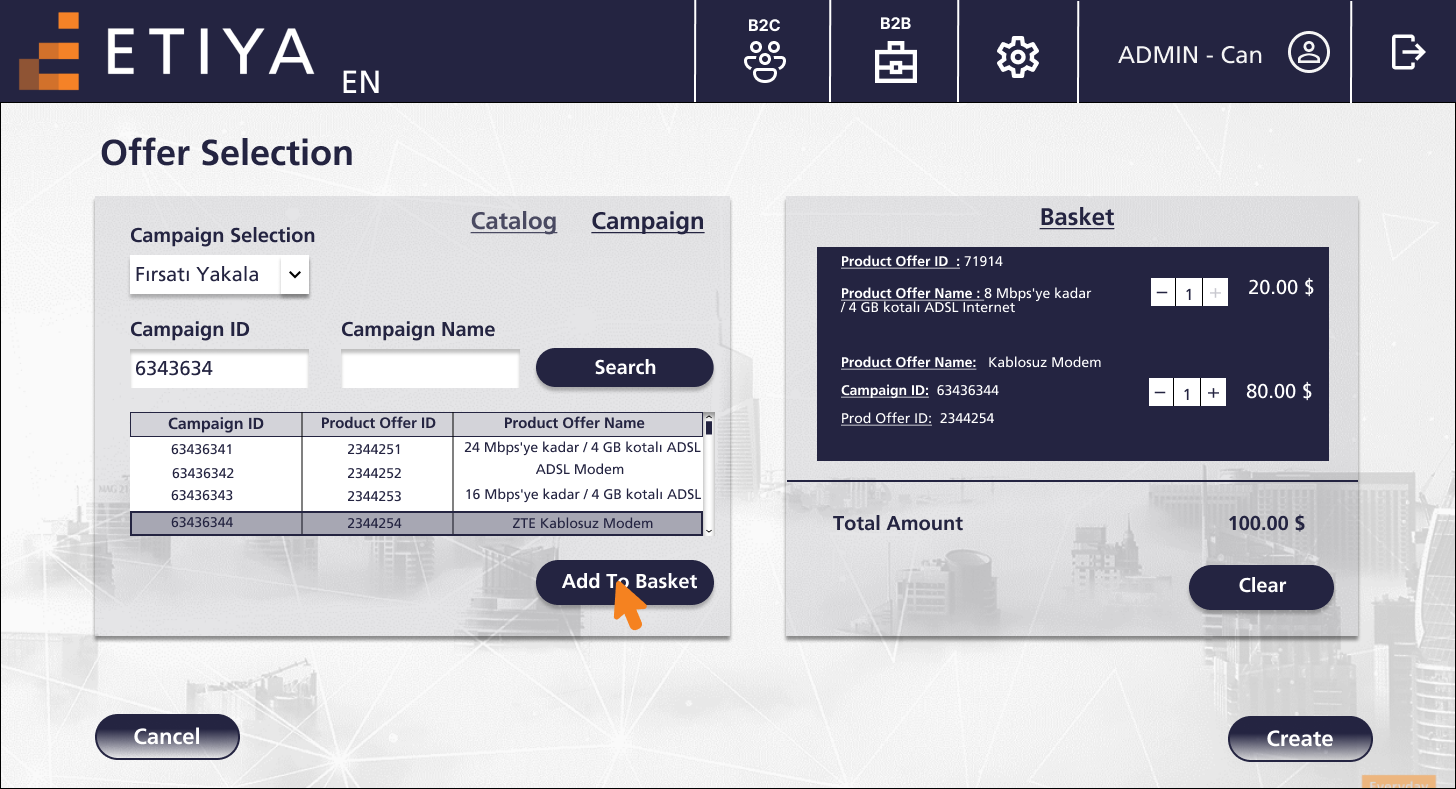 ETIYA
EN
B2C
B2B
ADMIN - Can
Offer Selection
Catalog
Campaign
Campaign Selection
Fırsatı Yakala
Campaign ID
Campaign Name
6343634
Search
Campaign ID Product Offer ID Product Offer Name
63436341 2344251 24 Mbps'ye kadar / 4 GB kotalı ADSL
63436342 2344252 ADSL Modem
63436343 2344253 16 Mbps'ye kadar / 4 GB kotalı ADSL
63436344 2344254 ZTE Kablosuz Modem
Add To Basket
Basket
Product Offer ID : 71914
Product Offer Name : 8 Mbps'ye kadar
/ 4 GB kotalı ADSL Internet
− 1 + 20.00 $
Product Offer Name: Kablosuz Modem
Campaign ID: 63436344
Prod Offer ID: 2344254
− 1 + 80.00 $
Total Amount 100.00 $
Clear
Cancel
Create
Everyday